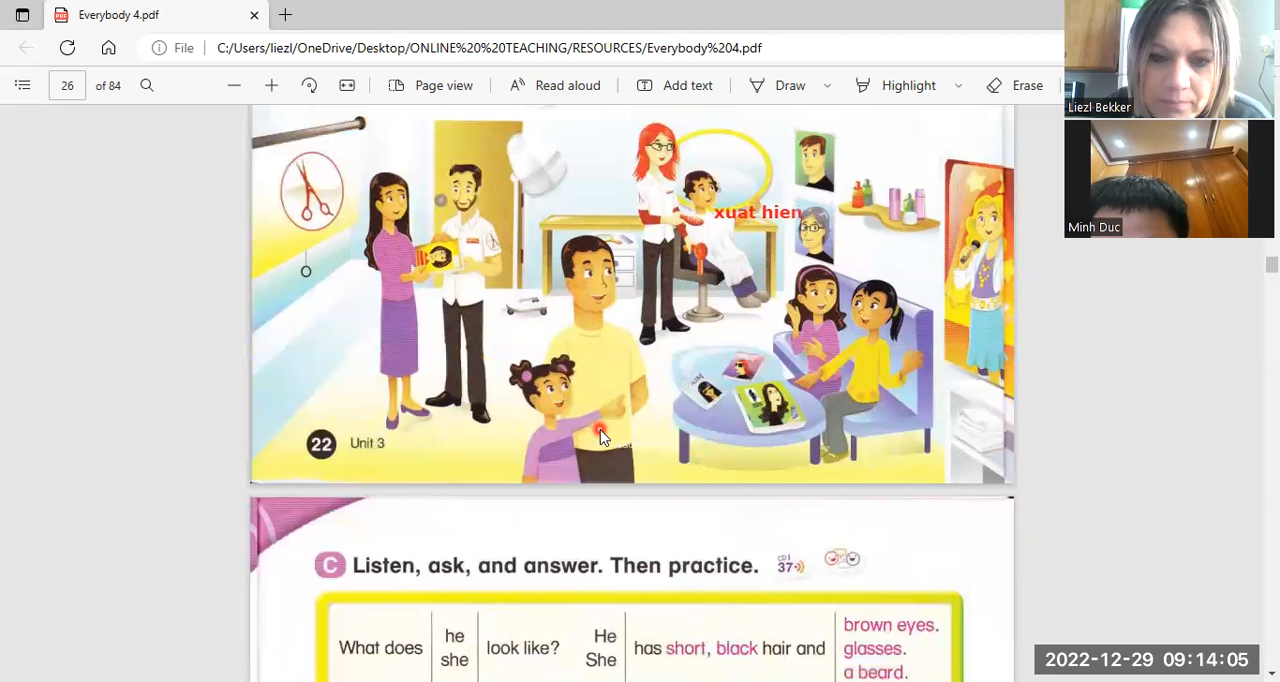 Everybody 4.pdf
File
C:/Users/liezl/OneDrive/Desktop/ONLINE%20%20TEACHING/RESOURCES/Everybody%204.pdf
26 of 84
Page view
Read aloud
Add text
Draw
Highlight
Erase
Liezl Bekker
Minh Duc
xuat hien
22 Unit 3
C Listen, ask, and answer. Then practice.
CD1
37
What does
he
she
look like?
He
She
has short, black hair and
brown eyes.
glasses.
a beard.
2022-12-29 09:14:05